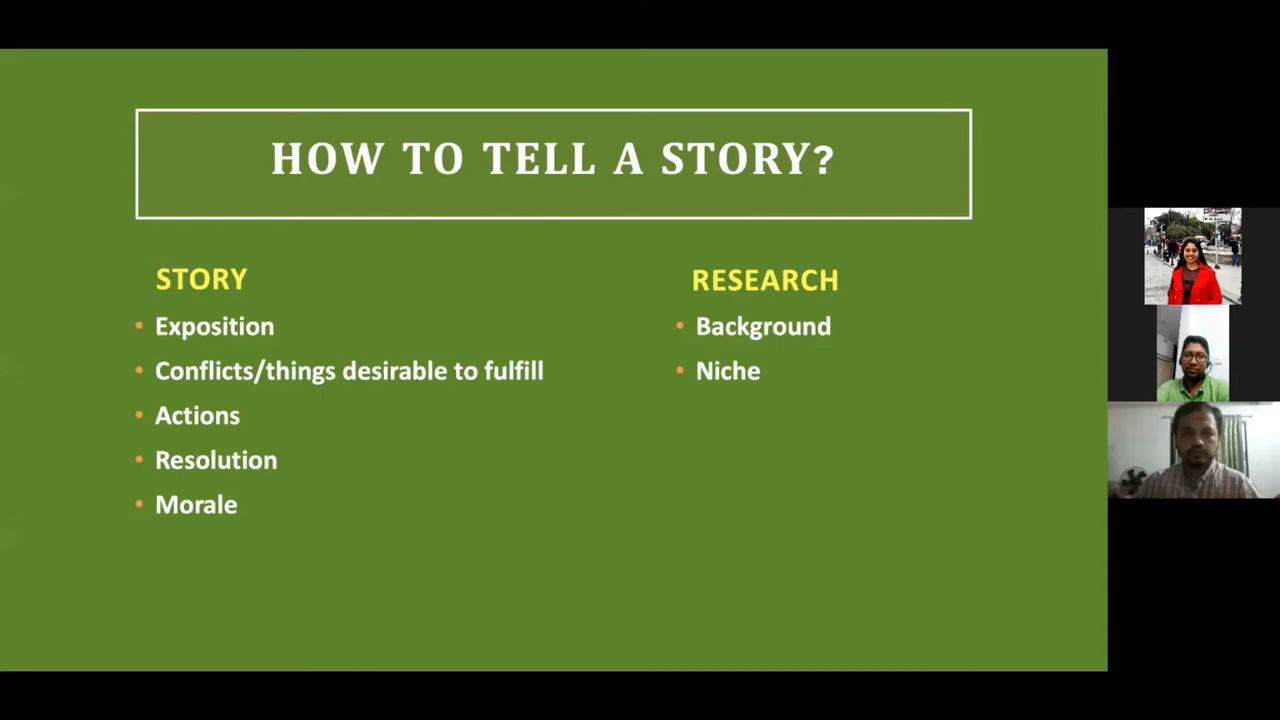 HOW TO TELL A STORY?
STORY
• Exposition
• Conflicts/things desirable to fulfill
• Actions
• Resolution
• Morale
RESEARCH
• Background
• Niche